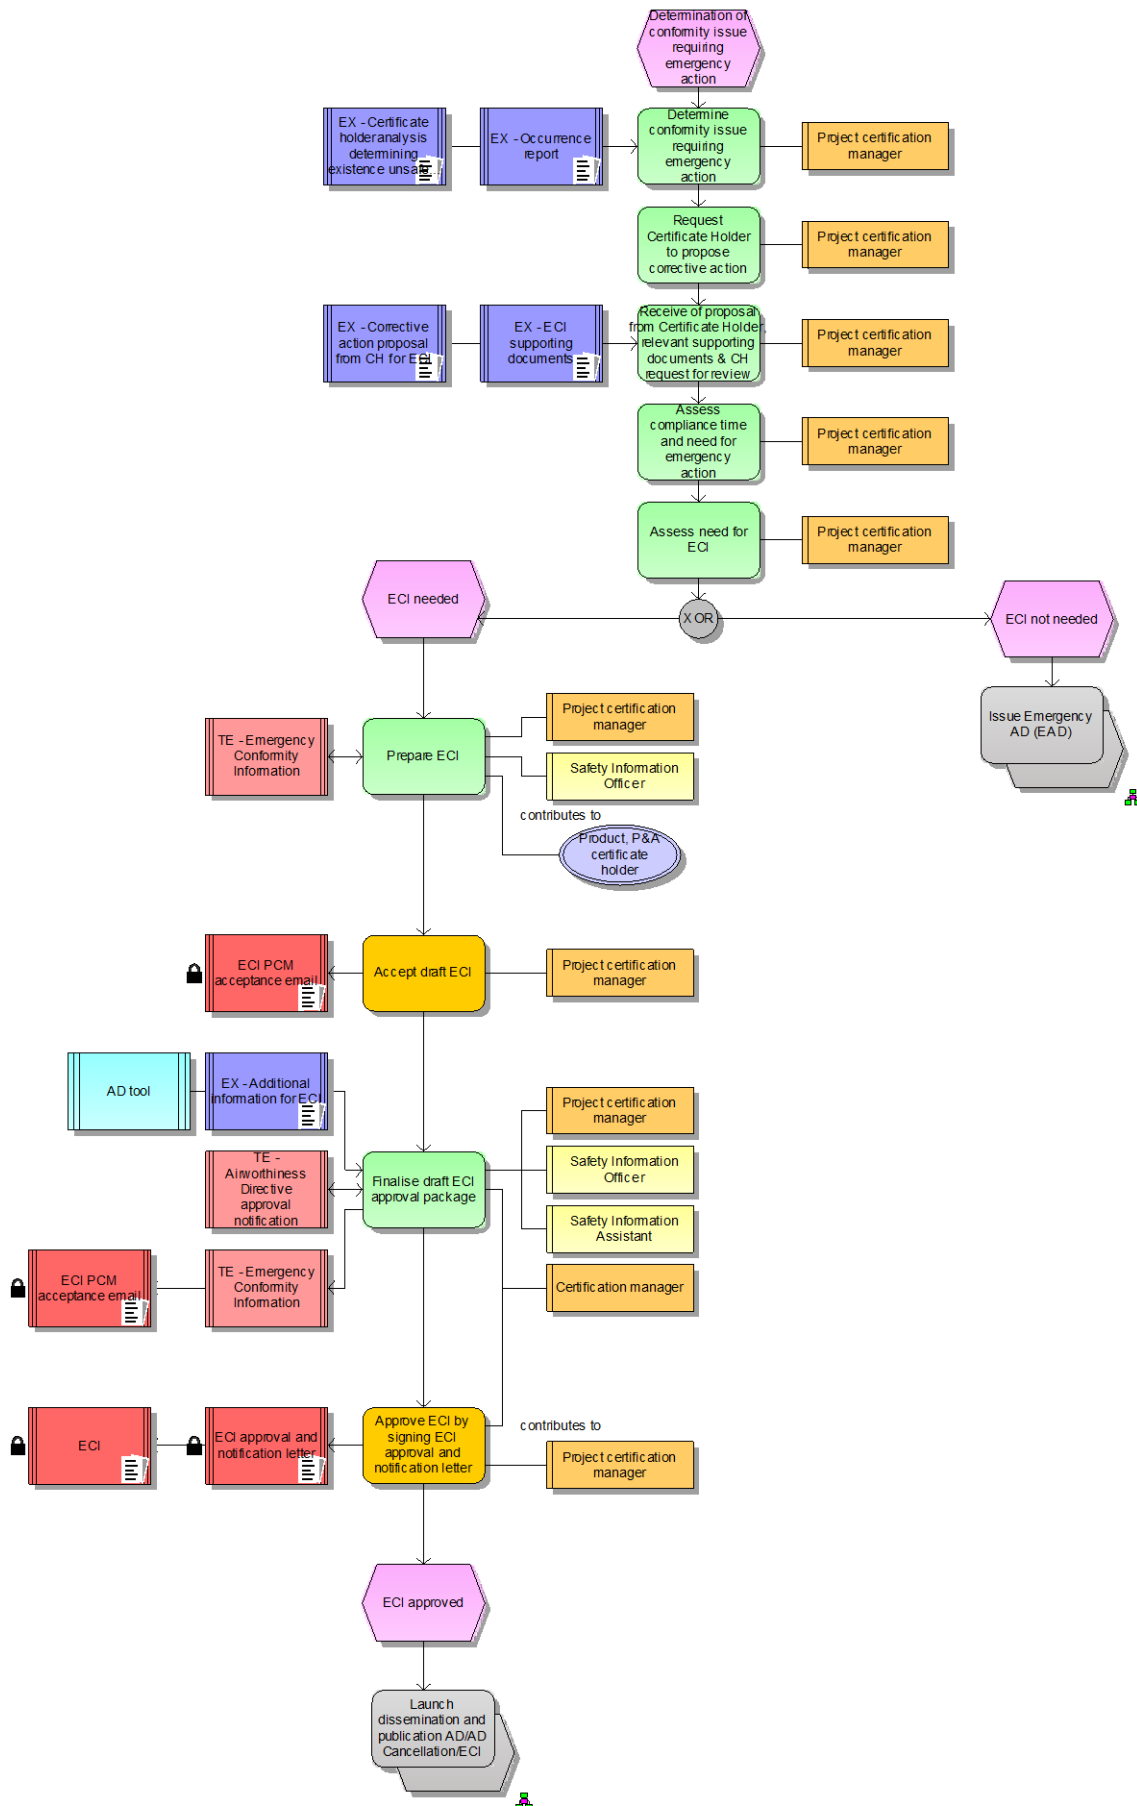 Determination of
conformity issue
requiring
emergency
action
EX - Certificate
holderanalysis
determining
existence unsafe...
EX - Occurrence
report
Determine
conformity issue
requiring
emergency
action
Project certification
manager
Request
Certificate Holder
to propose
corrective action
Project certification
manager
EX - Corrective
action proposal
from CH for ECI
EX - ECI
supporting
documents
Receive of proposal
from Certificate Holder,
relevant supporting
documents & CH
request for review
Project certification
manager
Assess
compliance time
and need for
emergency
action
Project certification
manager
Assess need for
ECI
Project certification
manager
ECI needed
XOR
ECI not needed
Issue Emergency
AD (EAD)
TE - Emergency
Conformity
Information
Prepare ECI
Project certification
manager
Safety Information
Officer
contributes to
Product, P&A
certificate
holder
ECI PCM
acceptance email
Accept draft ECI
Project certification
manager
AD tool
EX - Additional
information for ECI
TE -
Airworthiness
Directive
approval
notification
Finalise draft ECI
approval package
Project certification
manager
Safety Information
Officer
Safety Information
Assistant
Certification manager
ECI PCM
acceptance email
TE - Emergency
Conformity
Information
ECI
ECI approval and
notification letter
Approve ECI by
signing ECI
approval and
notification letter
contributes to
Project certification
manager
ECI approved
Launch
dissemination and
publication AD/AD
Cancellation/ECI